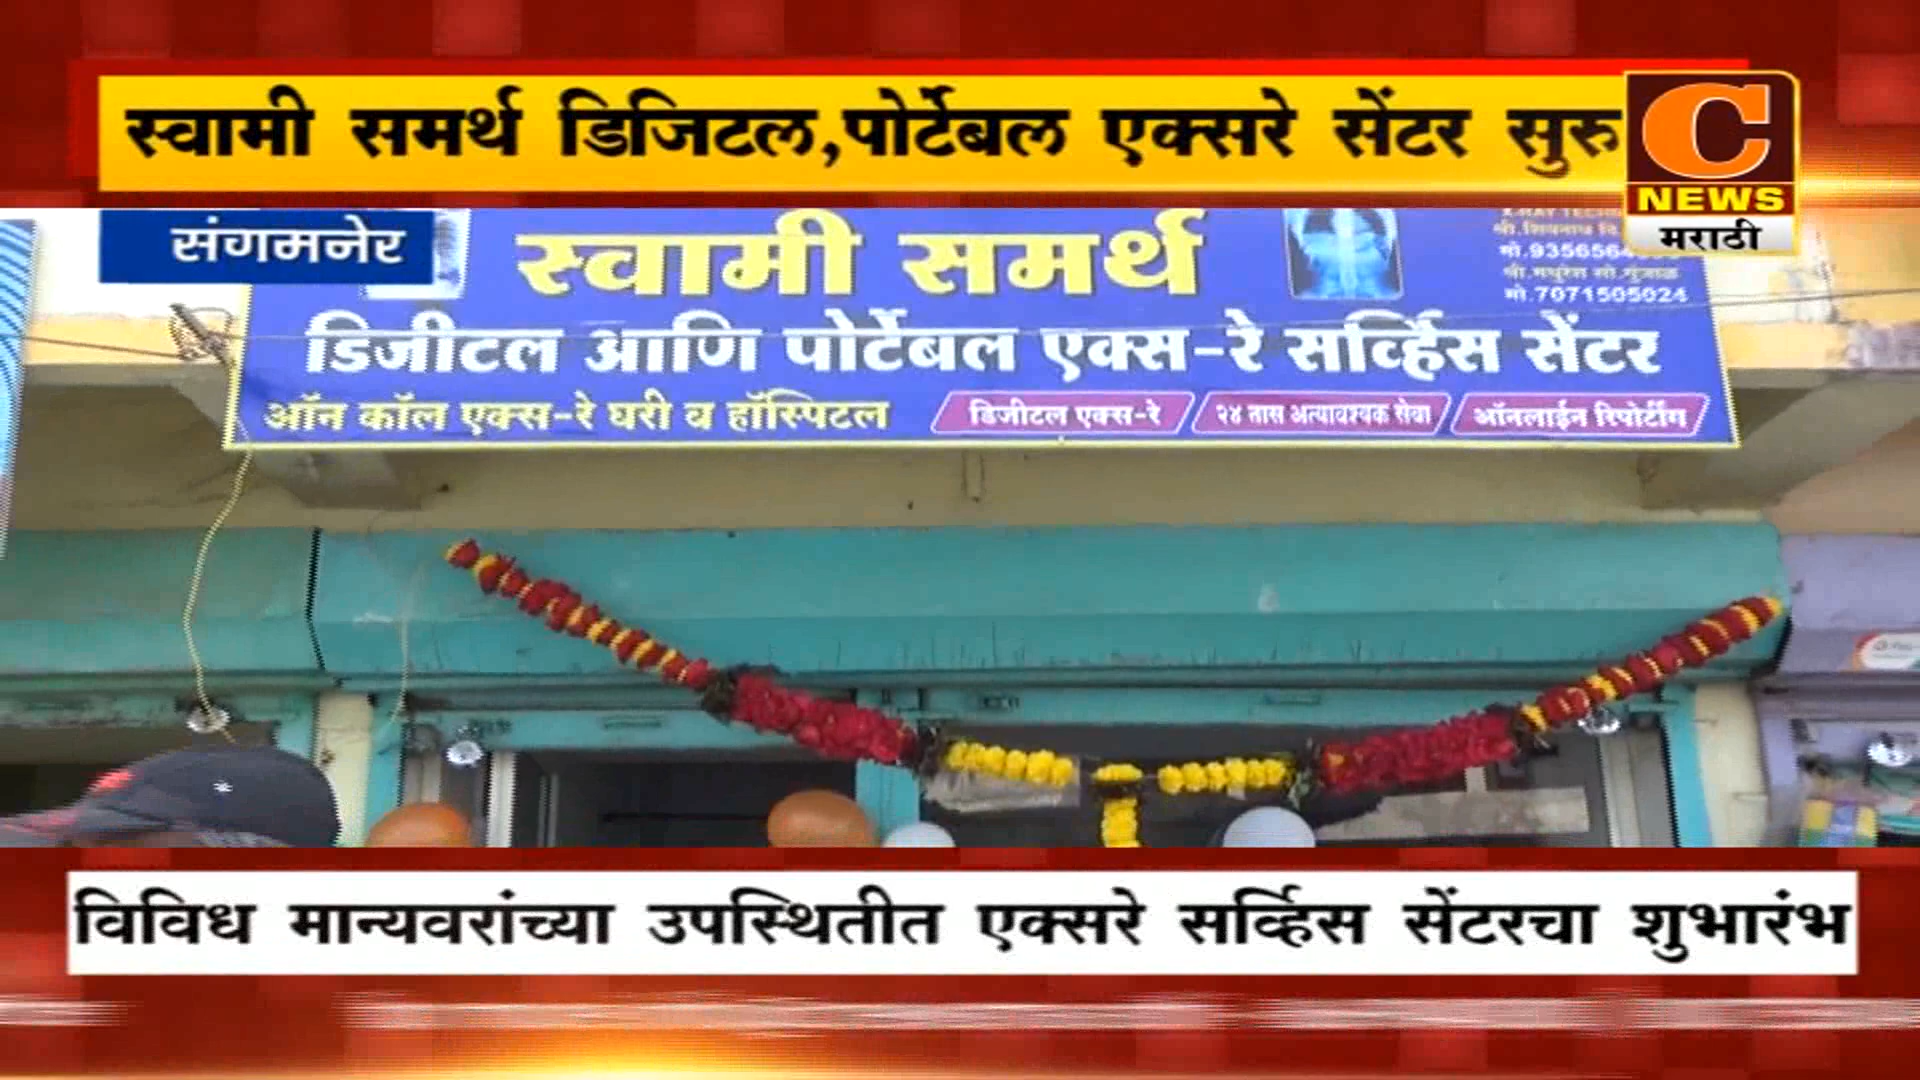 स्वामी समर्थ डिजिटल,पोर्टेबल एक्सरे सेंटर सुरु
C
NEWS
मराठी
संगमनेर
स्वामी समर्थ
मो.9356564
मो.7071505024
डिजीटल आणि पोर्टेबल एक्स-रे सर्व्हिस सेंटर
ऑन कॉल एक्स-रे घरी व हॉस्पिटल
डिजीटल एक्स-रे
२४ तास अत्यावश्यक सेवा
ऑनलाईन रिपोर्टींग
विविध मान्यवरांच्या उपस्थितीत एक्सरे सर्व्हिस सेंटरचा शुभारंभ